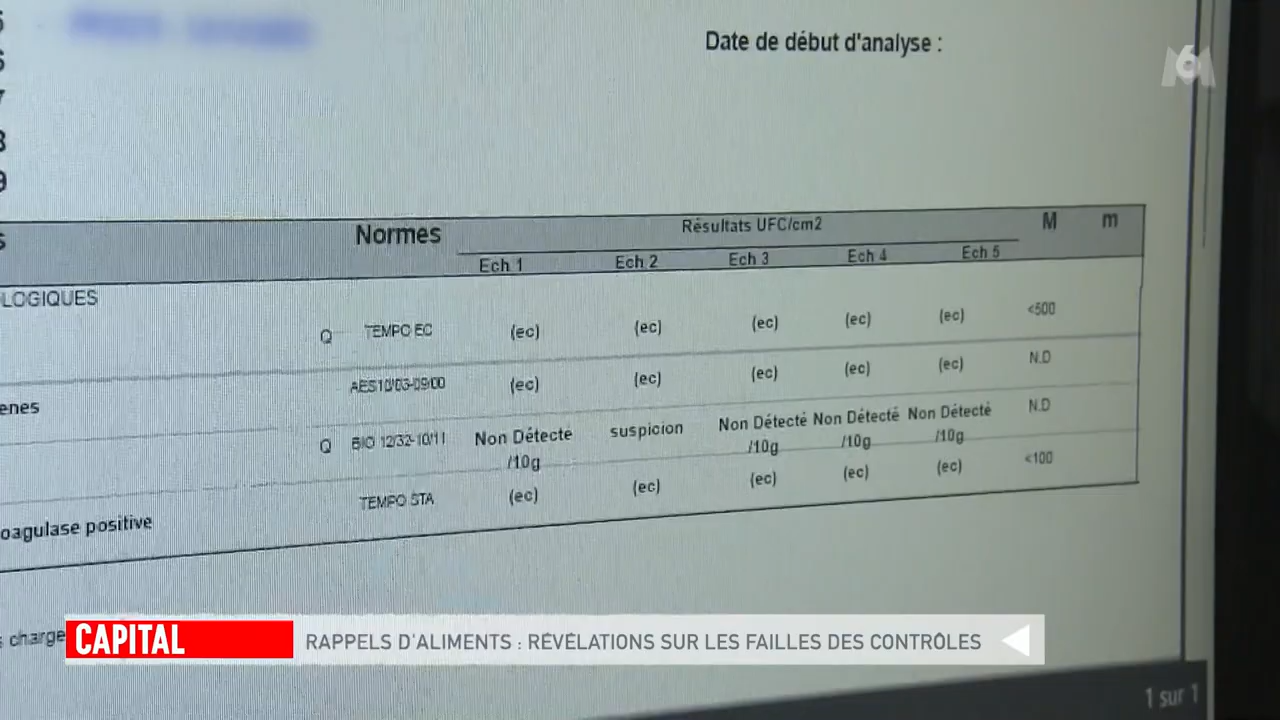 Date de début d'analyse :
M6
Normes
Résultats UFC/cm2
M
m
Ech 1
Ech 2
Ech 3
Ech 4
Ech 5
LOGIQUES
Q TEMPO EC (ec) (ec) (ec) (ec) (ec) <500
AES10/03-09/00 (ec) (ec) (ec) (ec) (ec) N.D
enes
Q BIO 12/32-10/11 Non Détecté suspicion Non Détecté Non Détecté Non Détecté N.D
/10g /10g /10g /10g
TEMPO STA (ec) (ec) (ec) (ec) (ec) <100
oagulase positive
charge
CAPITAL
RAPPELS D'ALIMENTS : RÉVÉLATIONS SUR LES FAILLES DES CONTRÔLES
1 sur 1